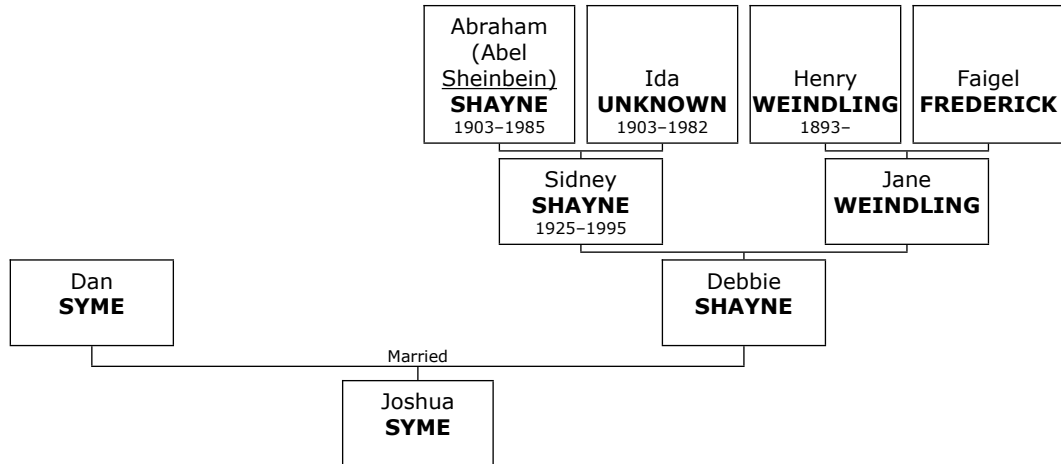 Abraham
(Abel
Sheinbein)
SHAYNE
1903–1985
Ida
UNKNOWN
1903–1982
Henry
WEINDLING
1893–
Faigel
FREDERICK
Sidney
SHAYNE
1925–1995
Jane
WEINDLING
Dan
SYME
Debbie
SHAYNE
Married
Joshua
SYME